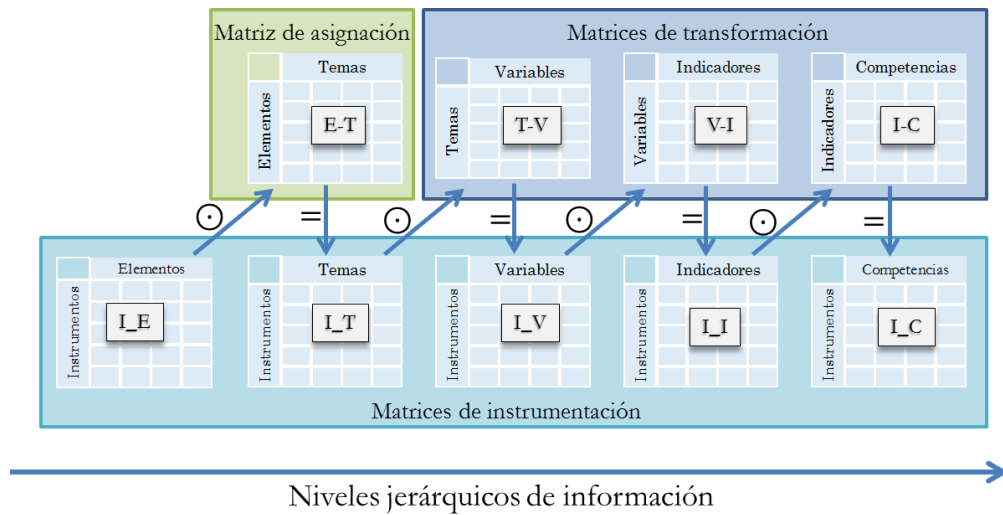 Matriz de asignación
Matrices de transformación
Temas
Elementos
E-T
Variables
Temas
T-V
Indicadores
Variables
V-I
Competencias
Indicadores
I-C
⊙ = ⊙ = ⊙ = ⊙ =
Elementos
Instrumentos
I_E
Temas
Instrumentos
I_T
Variables
Instrumentos
I_V
Indicadores
Instrumentos
I_I
Competencias
Instrumentos
I_C
Matrices de instrumentación
Niveles jerárquicos de información